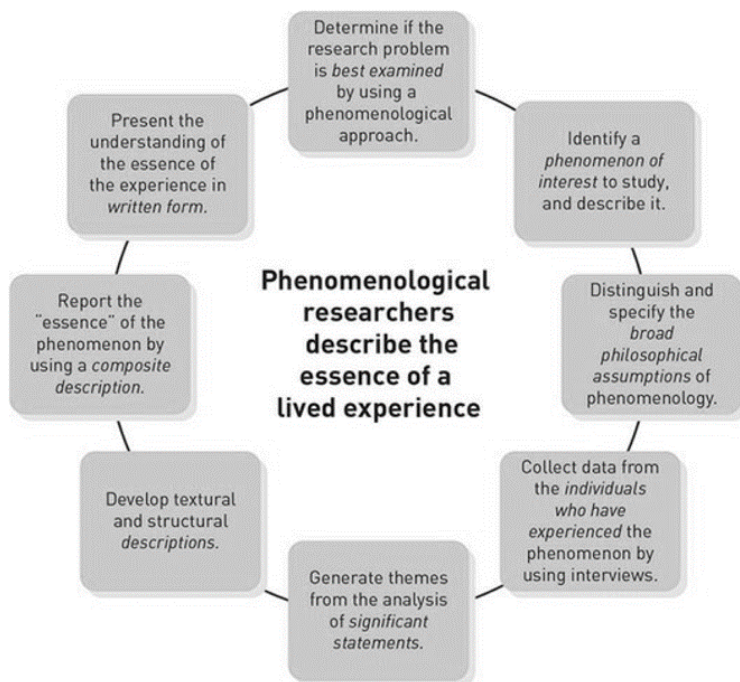 Determine if the
research problem
is best examined
by using a
phenomenological
approach.
Identify a
phenomenon of
interest to study,
and describe it.
Distinguish and
specify the
broad
philosophical
assumptions of
phenomenology.
Collect data from
the individuals
who have
experienced the
phenomenon by
using interviews.
Generate themes
from the analysis
of significant
statements.
Develop textural
and structural
descriptions.
Report the
"essence" of the
phenomenon by
using a composite
description.
Present the
understanding of
the essence of
the experience in
written form.
Phenomenological
researchers
describe the
essence of a
lived experience